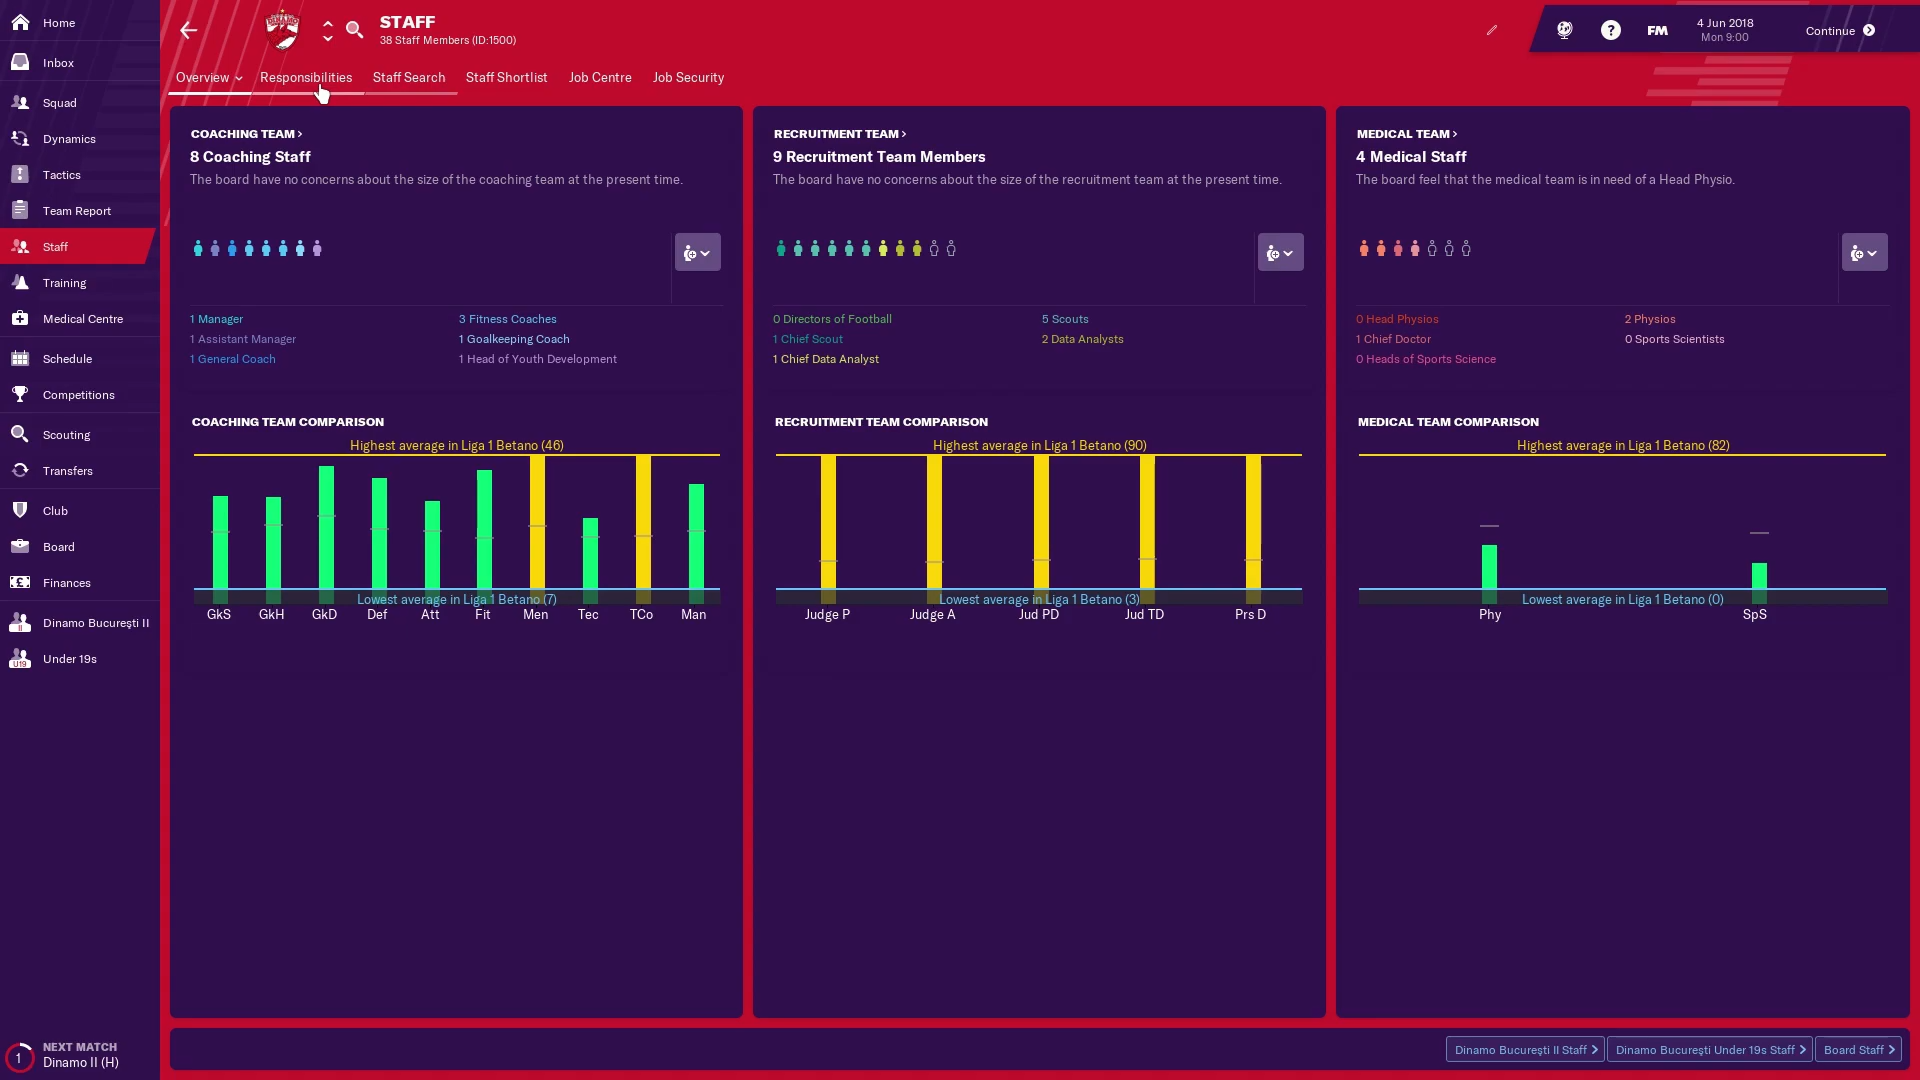 Home
Inbox
Squad
Dynamics
Tactics
Team Report
Staff
Training
Medical Centre
Schedule
Competitions
Scouting
Transfers
Club
Board
Finances
Dinamo Bucureşti II
Under 19s
NEXT MATCH
1
Dinamo II (H)
STAFF
38 Staff Members (ID:1500)
FM
4 Jun 2018
Mon 9:00
Continue
Overview
Responsibilities
Staff Search
Staff Shortlist
Job Centre
Job Security
COACHING TEAM >
8 Coaching Staff
The board have no concerns about the size of the coaching team at the present time.
1 Manager
3 Fitness Coaches
1 Assistant Manager
1 Goalkeeping Coach
1 General Coach
1 Head of Youth Development
COACHING TEAM COMPARISON
Highest average in Liga 1 Betano (46)
Lowest average in Liga 1 Betano (7)
GkS GkH GkD Def Att Fit Men Tec TCo Man
RECRUITMENT TEAM >
9 Recruitment Team Members
The board have no concerns about the size of the recruitment team at the present time.
0 Directors of Football
5 Scouts
1 Chief Scout
2 Data Analysts
1 Chief Data Analyst
RECRUITMENT TEAM COMPARISON
Highest average in Liga 1 Betano (90)
Lowest average in Liga 1 Betano (3)
Judge P Judge A Jud PD Jud TD Prs D
MEDICAL TEAM >
4 Medical Staff
The board feel that the medical team is in need of a Head Physio.
0 Head Physios
2 Physios
1 Chief Doctor
0 Sports Scientists
0 Heads of Sports Science
MEDICAL TEAM COMPARISON
Highest average in Liga 1 Betano (82)
Lowest average in Liga 1 Betano (0)
Phy SpS
Dinamo Bucureşti II Staff >
Dinamo Bucureşti Under 19s Staff >
Board Staff >